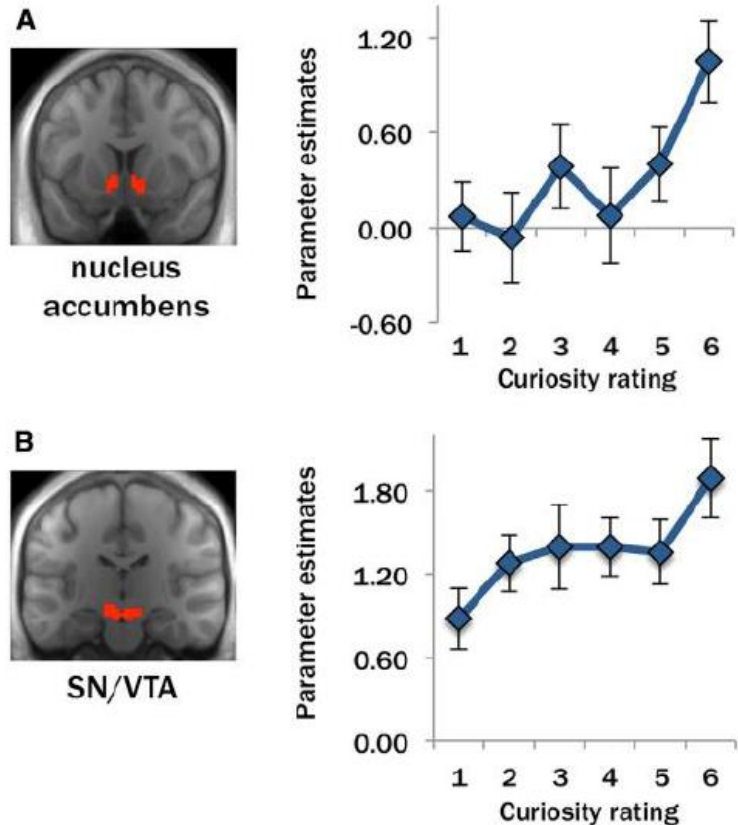 A
nucleus
accumbens
Parameter estimates
1.20
0.60
0.00
-0.60
1 2 3 4 5 6
Curiosity rating
B
SN/VTA
Parameter estimates
1.80
1.20
0.60
0.00
1 2 3 4 5 6
Curiosity rating